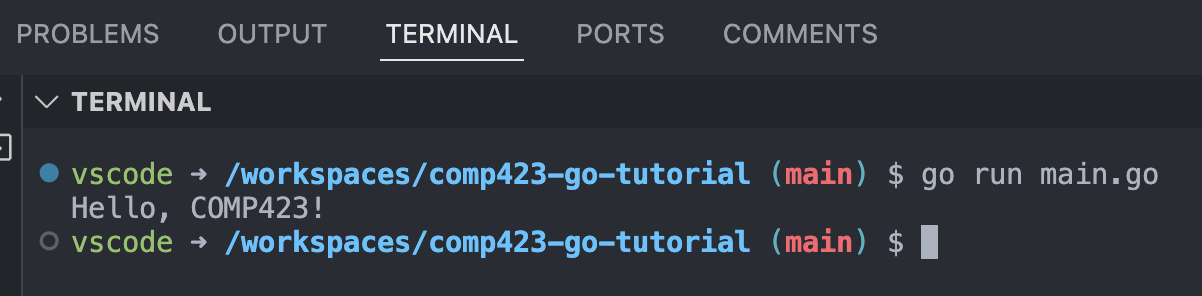 PROBLEMS OUTPUT TERMINAL PORTS COMMENTS
TERMINAL
vscode → /workspaces/comp423-go-tutorial (main) $ go run main.go
Hello, COMP423!
vscode → /workspaces/comp423-go-tutorial (main) $